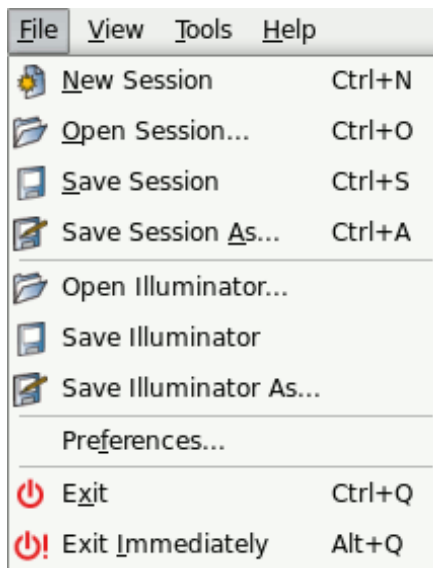 File View Tools Help
New Session Ctrl+N
Open Session... Ctrl+O
Save Session Ctrl+S
Save Session As... Ctrl+A
Open Illuminator...
Save Illuminator
Save Illuminator As...
Preferences...
Exit Ctrl+Q
Exit Immediately Alt+Q